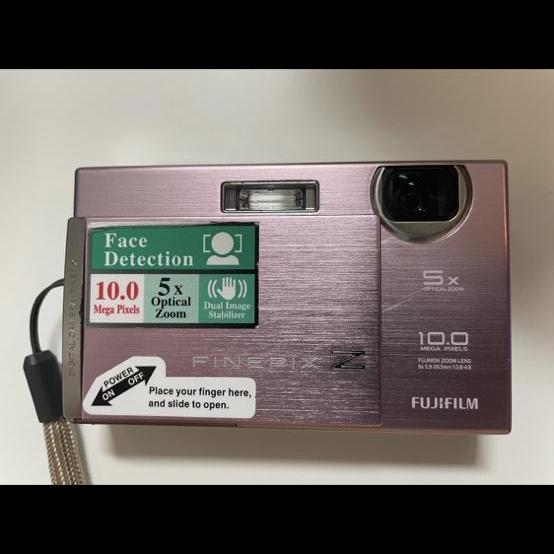 Face
Detection
10.0
Mega Pixels
5x
Optical
Zoom
Dual Image
Stabilizer
FINEPIX Z
POWER
ON OFF
Place your finger here,
and slide to open.
5x
OPTICAL ZOOM
10.0
MEGA PIXELS
FUJINON ZOOM LENS
FUJIFILM